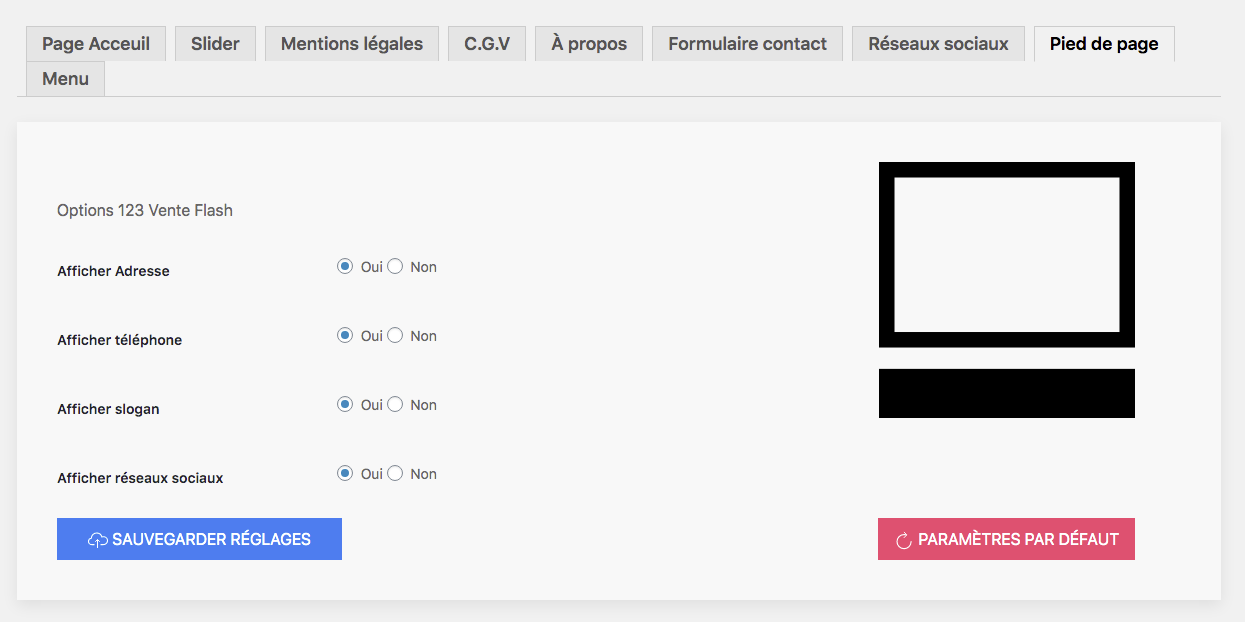 Page Acceuil Slider Mentions légales C.G.V À propos Formulaire contact Réseaux sociaux Pied de page
Menu
Options 123 Vente Flash
Afficher Adresse Oui Non
Afficher téléphone Oui Non
Afficher slogan Oui Non
Afficher réseaux sociaux Oui Non
SAUVEGARDER RÉGLAGES PARAMÈTRES PAR DÉFAUT